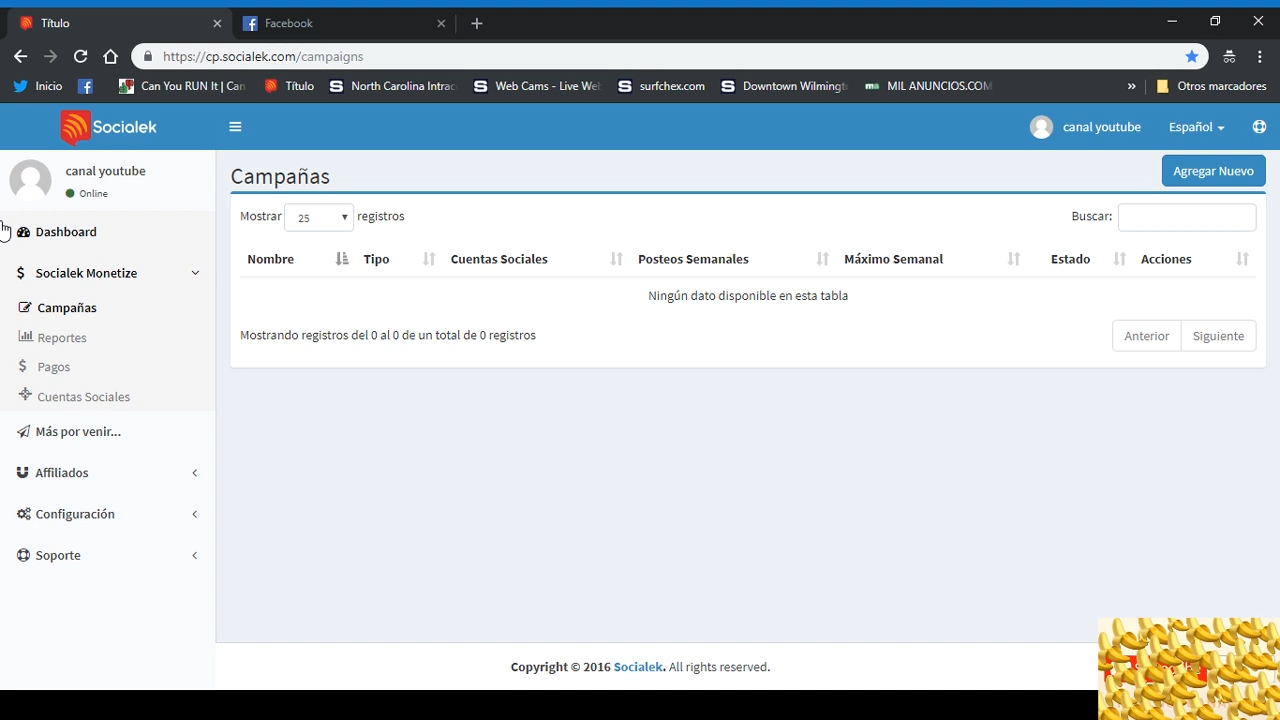 Título
Facebook
https://cp.socialek.com/campaigns
Inicio
Can You RUN It | Can
Título
North Carolina Intrac
Web Cams - Live We
surfchex.com
Downtown Wilmingt
MIL ANUNCIOS.COM
»
Otros marcadores
Socialek
canal youtube
Español
canal youtube
Online
Dashboard
Socialek Monetize
Campañas
Reportes
Pagos
Cuentas Sociales
Más por venir...
Affiliados
Configuración
Soporte
Campañas
Agregar Nuevo
Mostrar 25 registros
Buscar:
Nombre Tipo Cuentas Sociales Posteos Semanales Máximo Semanal Estado Acciones
Ningún dato disponible en esta tabla
Mostrando registros del 0 al 0 de un total de 0 registros
Anterior Siguiente
Copyright © 2016 Socialek. All rights reserved.